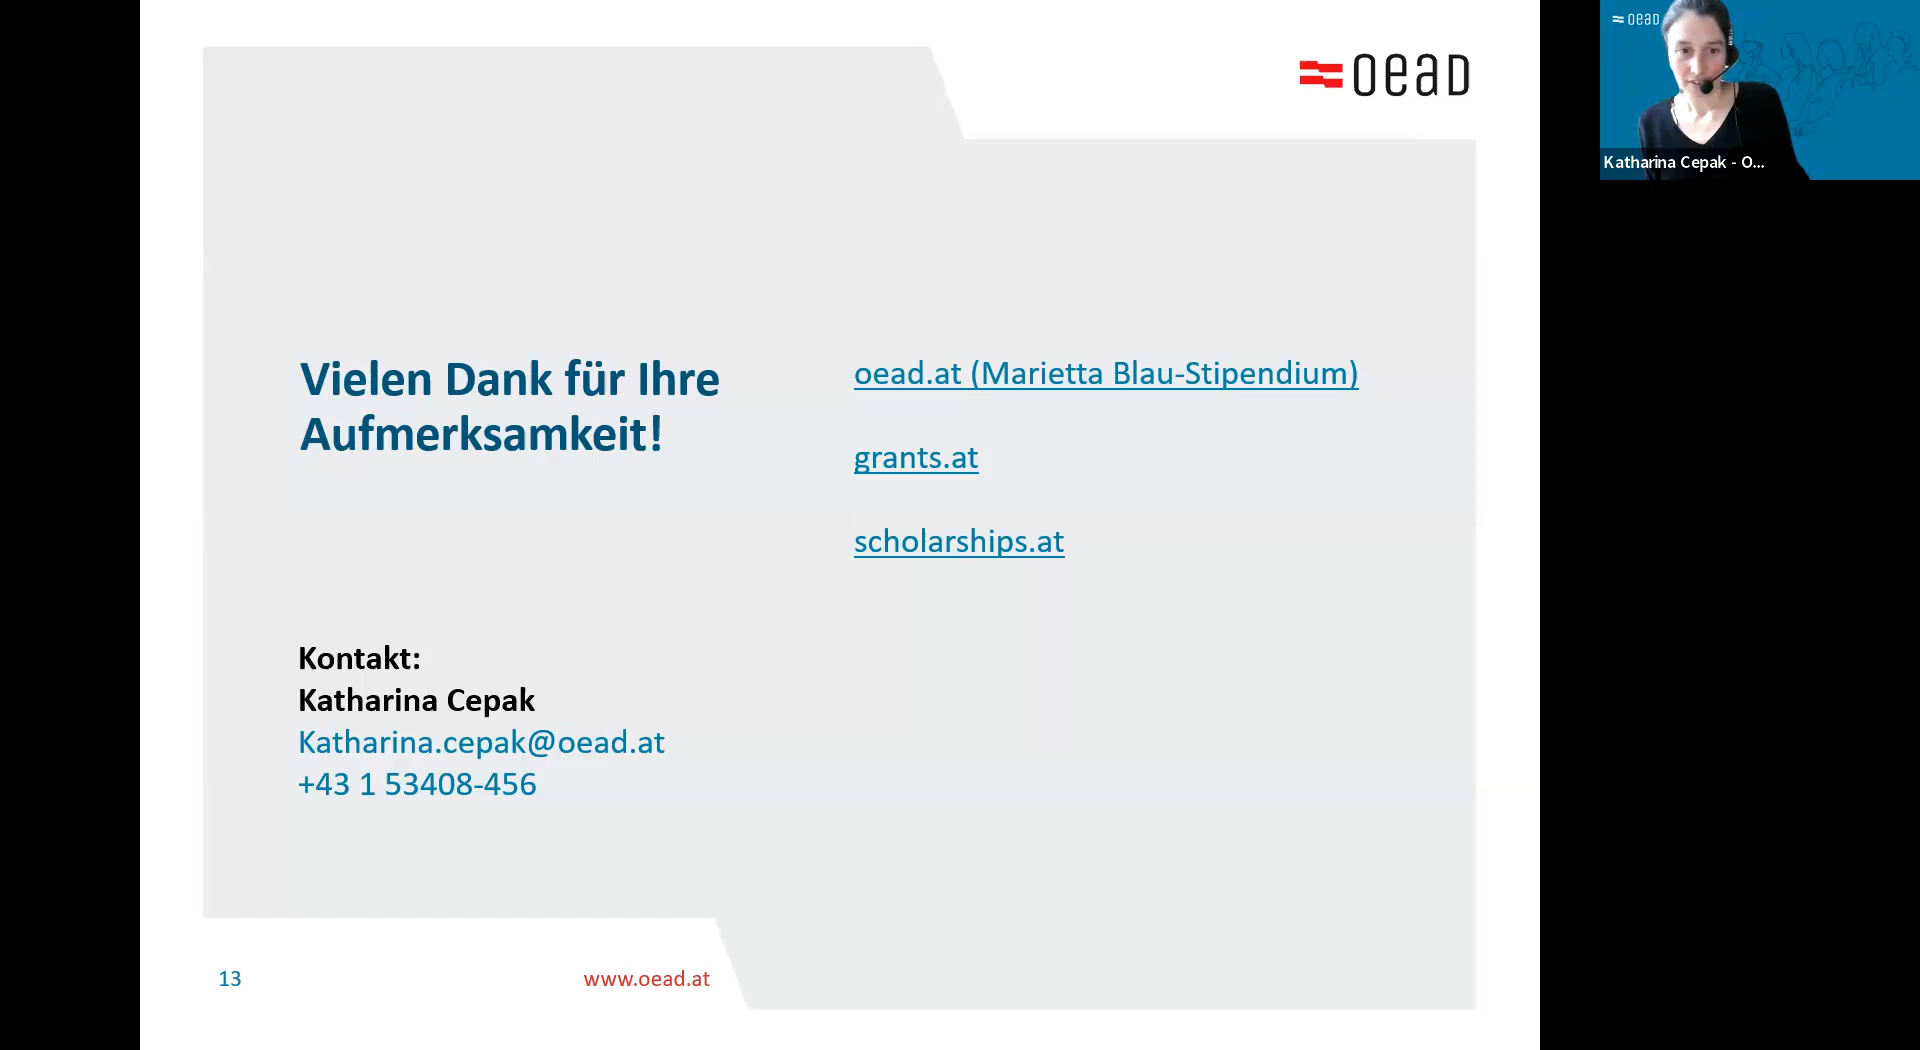 oead
Vielen Dank für Ihre
Aufmerksamkeit!
oead.at (Marietta Blau-Stipendium)
grants.at
scholarships.at
Kontakt:
Katharina Cepak
Katharina.cepak@oead.at
+43 1 53408-456
13
www.oead.at
oead
Katharina Cepak - O...